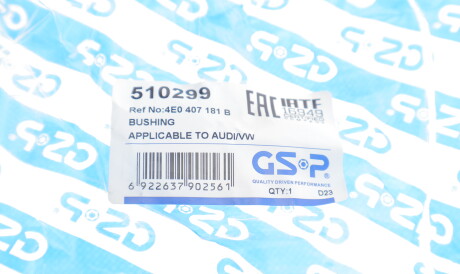 510299
Ref No:4E0 407 181 B
BUSHING
APPLICABLE TO AUDI/VW
EAC IATF
16949
GSP
QUALITY DRIVEN PERFORMANCE
6 922637 902561
QTY:1
D23